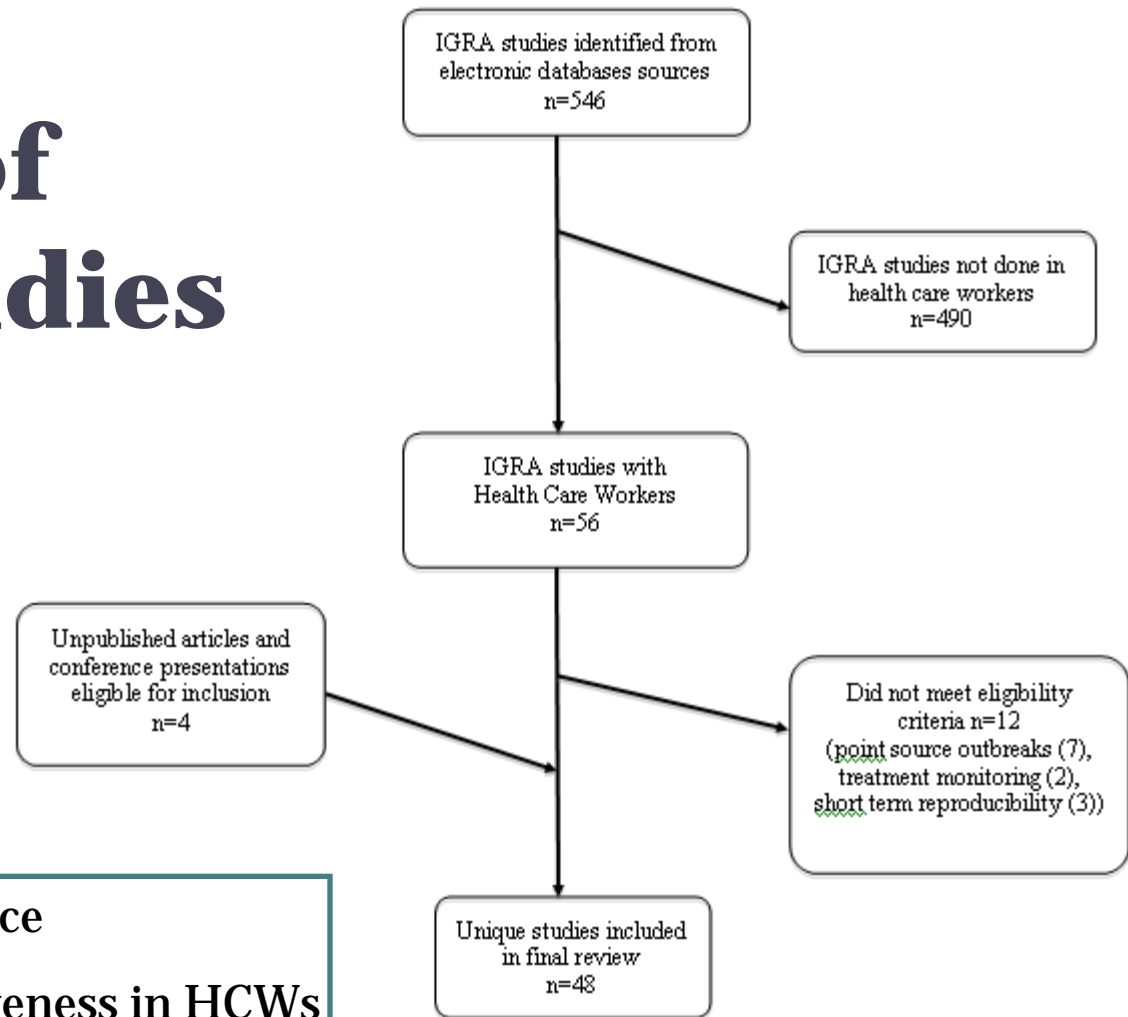 of
dies
IGRA studies identified from
electronic databases sources
n=546
IGRA studies not done in
health care workers
n=490
IGRA studies with
Health Care Workers
n=56
Unpublished articles and
conference presentations
eligible for inclusion
n=4
Did not meet eligibility
criteria n=12
(point source outbreaks (7),
treatment monitoring (2),
short term reproducibility (3))
Unique studies included
in final review
n=48
ce
eness in HCWs